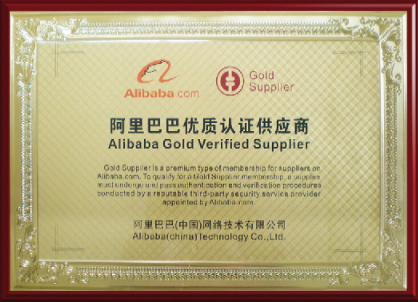 Alibaba.com
Gold
Supplier
阿里巴巴优质认证供应商
Alibaba Gold Verified Supplier
Gold Supplier is a premium type of membership for suppliers on
Alibaba.com. To qualify for a Gold Supplier membership, a supplier
must undergo and pass authentication and verification procedures
conducted by a reputable third-party security service provider
appointed by Alibaba.com.
阿里巴巴(中国)网络技术有限公司
Alibaba(china)Technology Co.,Ltd.